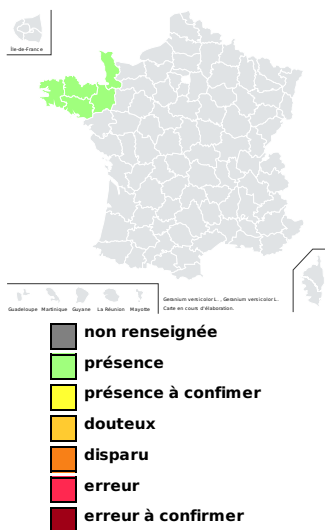 Île-de-France
Guadeloupe Martinique Guyane La Réunion Mayotte
Geranium versicolor L. , Geranium versicolor L.
Carte en cours d'élaboration.
non renseignée
présence
présence à confimer
douteux
disparu
erreur
erreur à confirmer